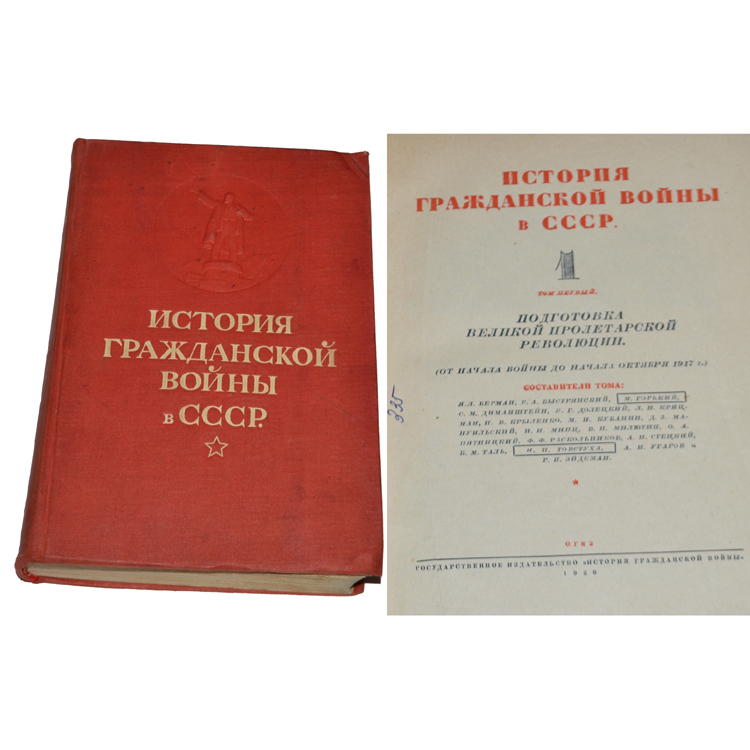 ИСТОРИЯ
ГРАЖДАНСКОЙ
ВОЙНЫ
в СССР.
ИСТОРИЯ
ГРАЖДАНСКОЙ ВОЙНЫ
в СССР.
1
ТОМ ПЕРВЫЙ.
ПОДГОТОВКА
ВЕЛИКОЙ ПРОЛЕТАРСКОЙ
РЕВОЛЮЦИИ.
(ОТ НАЧАЛА ВОЙНЫ ДО НАЧАЛА ОКТЯБРЯ 1917 г.)
СОСТАВИТЕЛИ ТОМА:
Я.Л. БЕРМАН, В. А. БЫСТРЯНСКИЙ, М. ГОРЬКИЙ,
С. М. ДИМАНШТЕЙН, Я. Г. ДОЛЕЦКИЙ, Л. Н. КРИЦ-
МАН, Н. В. КРЫЛЕНКО, М. И. КУБАНИН, Д. З. МА-
НУИЛЬСКИЙ, И. И. МИНЦ, В. П. МИЛЮТИН, О. А.
ПЯТНИЦКИЙ, Ф. Ф. РАСКОЛЬНИКОВ, А. И. СТЕЦКИЙ,
Б. М. ТАЛЬ, И. П. ТОВСТУХА, А. И. УГАРОВ и
Р. П. ЭЙДЕМАН.
335
ОГИЗ
ГОСУДАРСТВЕННОЕ ИЗДАТЕЛЬСТВО «ИСТОРИЯ ГРАЖДАНСКОЙ ВОЙНЫ»